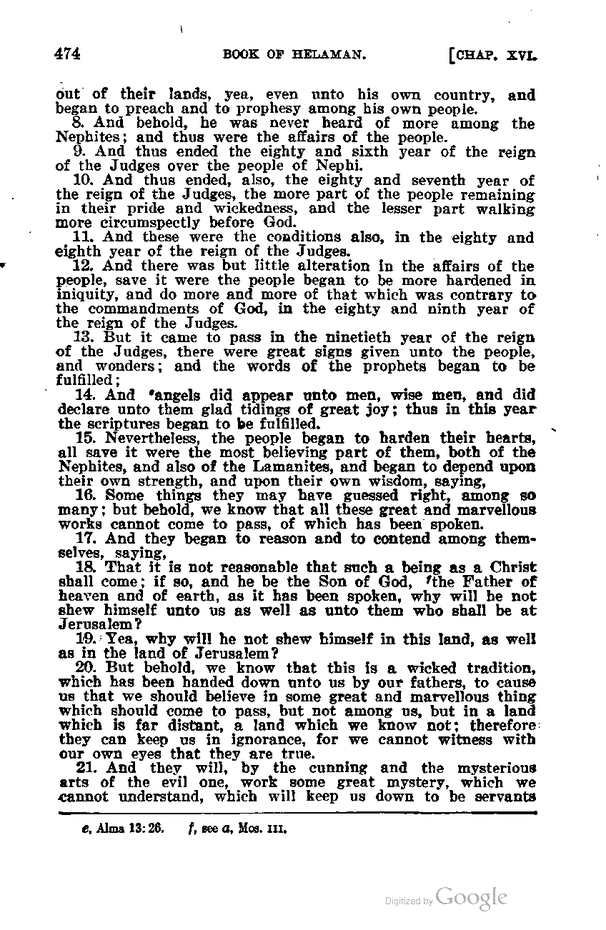 474 BOOK OF HELAMAN. [CHAP. XVI.
out of their lands, yea, even unto his own country, and
began to preach and to prophesy among his own people.
8. And behold, he was never heard of more among the
Nephites; and thus were the affairs of the people.
9. And thus ended the eighty and sixth year of the reign
of the Judges over the people of Nephi.
10. And thus ended, also, the eighty and seventh year of
the reign of the Judges, the more part of the people remaining
in their pride and wickedness, and the lesser part walking
more circumspectly before God.
11. And these were the conditions also, in the eighty and
eighth year of the reign of the Judges.
12. And there was but little alteration in the affairs of the
people, save it were the people began to be more hardened in
iniquity, and do more and more of that which was contrary to
the commandments of God, in the eighty and ninth year of
the reign of the Judges.
13. But it came to pass in the ninetieth year of the reign
of the Judges, there were great signs given unto the people,
and wonders; and the words of the prophets began to be
fulfilled;
14. And ᵉangels did appear unto men, wise men, and did
declare unto them glad tidings of great joy; thus in this year
the scriptures began to be fulfilled.
15. Nevertheless, the people began to harden their hearts,
all save it were the most believing part of them, both of the
Nephites, and also of the Lamanites, and began to depend upon
their own strength, and upon their own wisdom, saying,
16. Some things they may have guessed right, among so
many; but behold, we know that all these great and marvellous
works cannot come to pass, of which has been spoken.
17. And they began to reason and to contend among them-
selves, saying,
18. That it is not reasonable that such a being as a Christ
shall come; if so, and he be the Son of God, ᶠthe Father of
heaven and of earth, as it has been spoken, why will he not
shew himself unto us as well as unto them who shall be at
Jerusalem?
19. Yea, why will he not shew himself in this land, as well
as in the land of Jerusalem?
20. But behold, we know that this is a wicked tradition,
which has been handed down unto us by our fathers, to cause
us that we should believe in some great and marvellous thing
which should come to pass, but not among us, but in a land
which is far distant, a land which we know not; therefore
they can keep us in ignorance, for we cannot witness with
our own eyes that they are true.
21. And they will, by the cunning and the mysterious
arts of the evil one, work some great mystery, which we
cannot understand, which will keep us down to be servants
e, Alma 13: 26. f, see a, Mos. III.
Digitized by Google